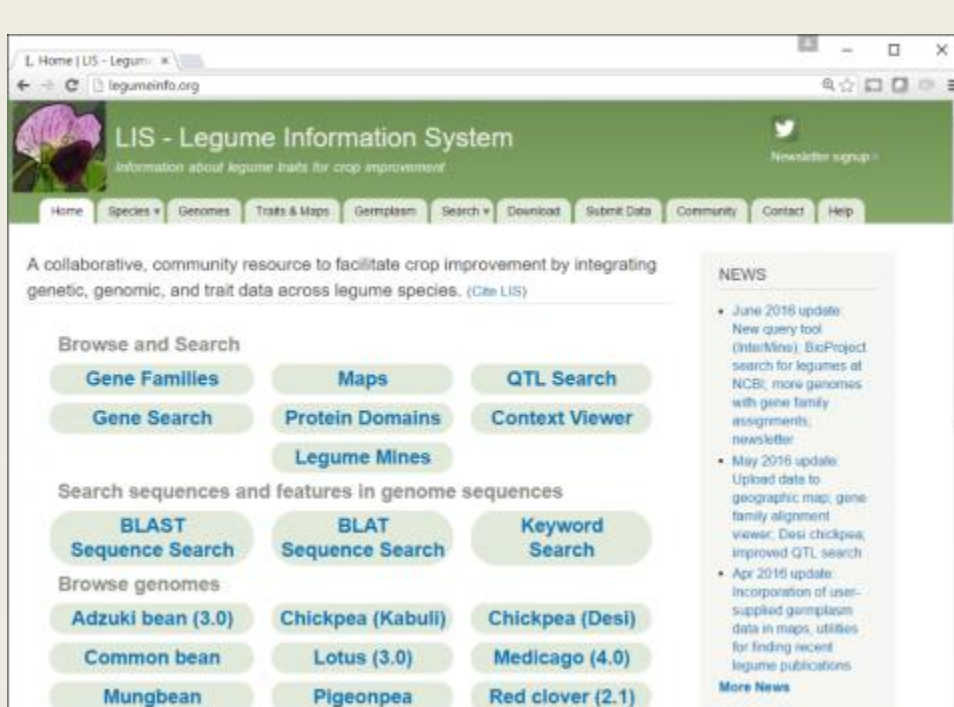 L Home | LIS - Legum
legumeinfo.org
LIS - Legume Information System
Information about legume traits for crop improvement
Newsletter signup
Home Species Genomes Traits & Maps Germplasm Search Download Submit Data Community Contact Help
A collaborative, community resource to facilitate crop improvement by integrating
genetic, genomic, and trait data across legume species. (Cite LIS)
Browse and Search
Gene Families Maps QTL Search
Gene Search Protein Domains Context Viewer
Legume Mines
Search sequences and features in genome sequences
BLAST
Sequence Search
BLAT
Sequence Search
Keyword
Search
Browse genomes
Adzuki bean (3.0) Chickpea (Kabuli) Chickpea (Desi)
Common bean Lotus (3.0) Medicago (4.0)
Mungbean Pigeonpea Red clover (2.1)
NEWS
June 2016 update:
New query tool
(InterMine); BioProject
search for legumes at
NCBI; more genomes
with gene family
assignments;
newsletter
May 2016 update:
Upload data to
geographic map; gene
family alignment
viewer; Desi chickpea;
improved QTL search
Apr 2016 update:
Incorporation of user-
supplied germplasm
data in maps, utilities
for finding recent
legume publications
More News